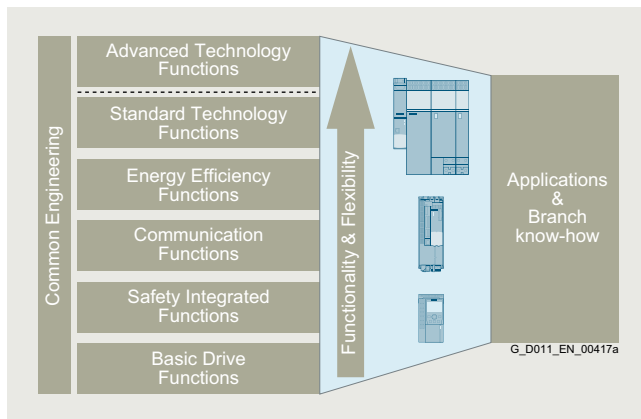 Common Engineering
Advanced Technology
Functions
Standard Technology
Functions
Energy Efficiency
Functions
Communication
Functions
Safety Integrated
Functions
Basic Drive
Functions
Functionality & Flexibility
Applications
&
Branch
know-how
G_D011_EN_00417a